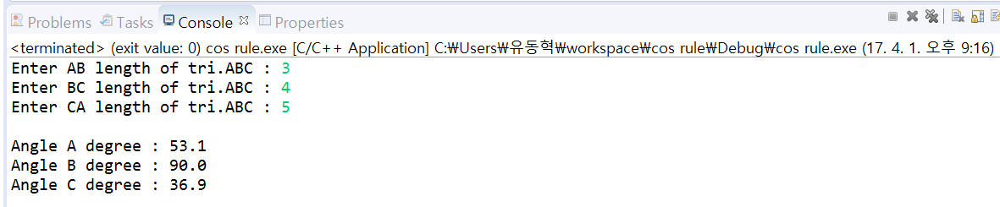 Problems Tasks Console Properties
<terminated> (exit value: 0) cos rule.exe [C/C++ Application] C:₩Users₩유동혁₩workspace₩cos rule₩Debug₩cos rule.exe (17. 4. 1. 오후 9:16)
Enter AB length of tri.ABC : 3
Enter BC length of tri.ABC : 4
Enter CA length of tri.ABC : 5
Angle A degree : 53.1
Angle B degree : 90.0
Angle C degree : 36.9